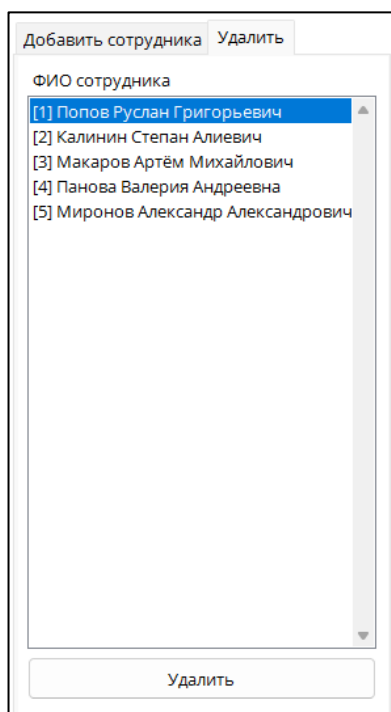 Добавить сотрудника Удалить
ФИО сотрудника
[1] Попов Руслан Григорьевич
[2] Калинин Степан Алиевич
[3] Макаров Артём Михайлович
[4] Панова Валерия Андреевна
[5] Миронов Александр Александрович
Удалить